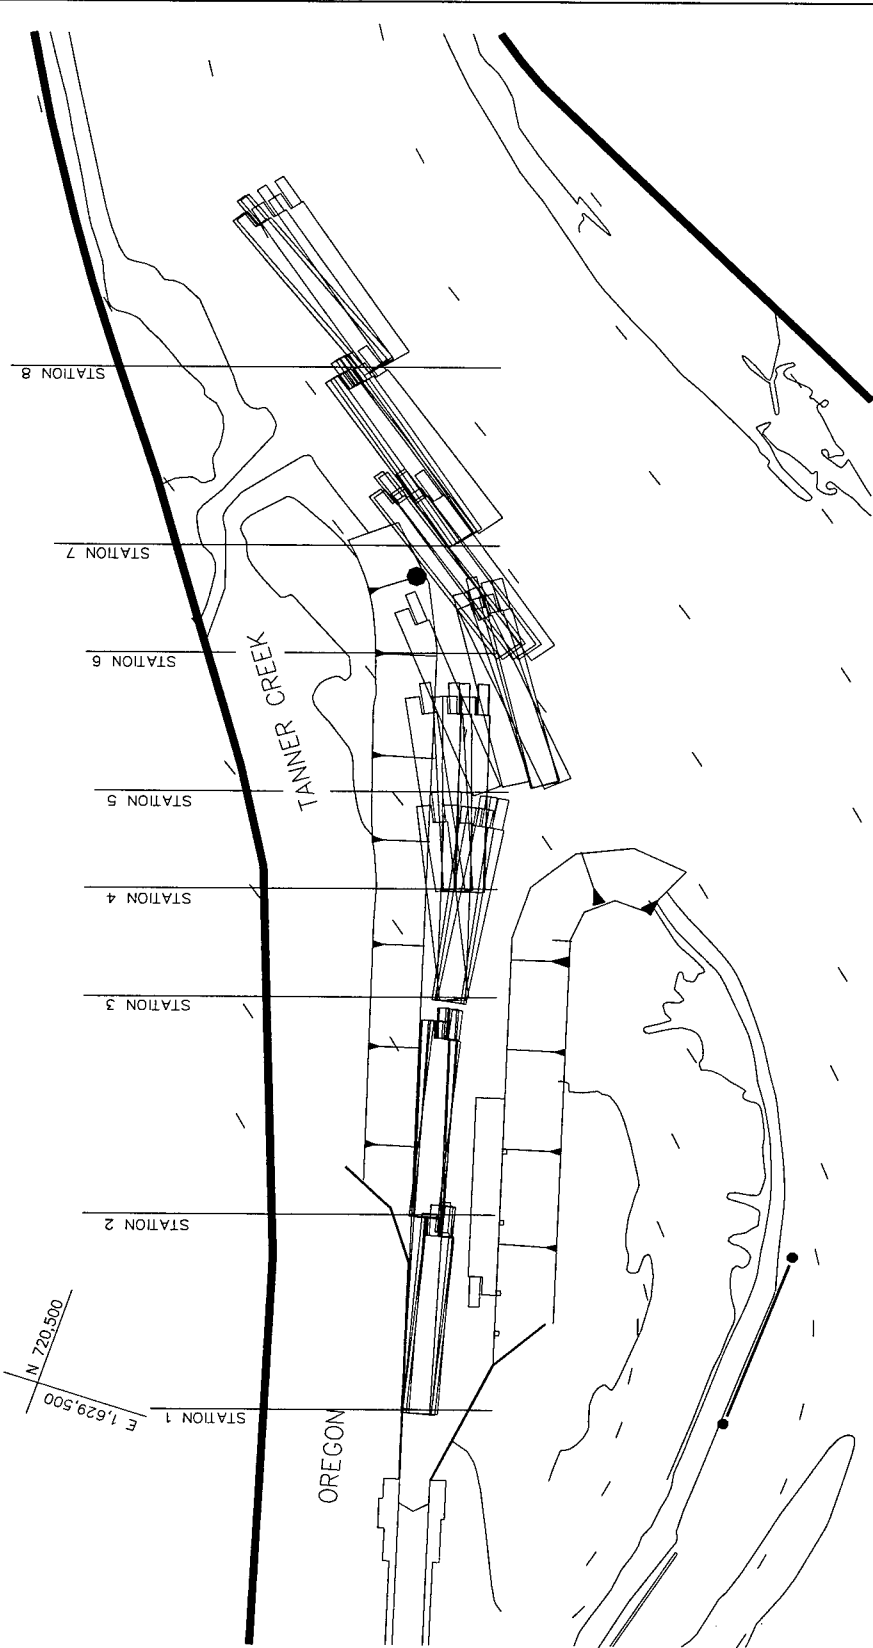 STATION 8
STATION 7
STATION 6
TANNER CREEK
STATION 5
STATION 4
STATION 3
STATION 2
N 720,500
E 1,629,500
STATION 1
OREGON